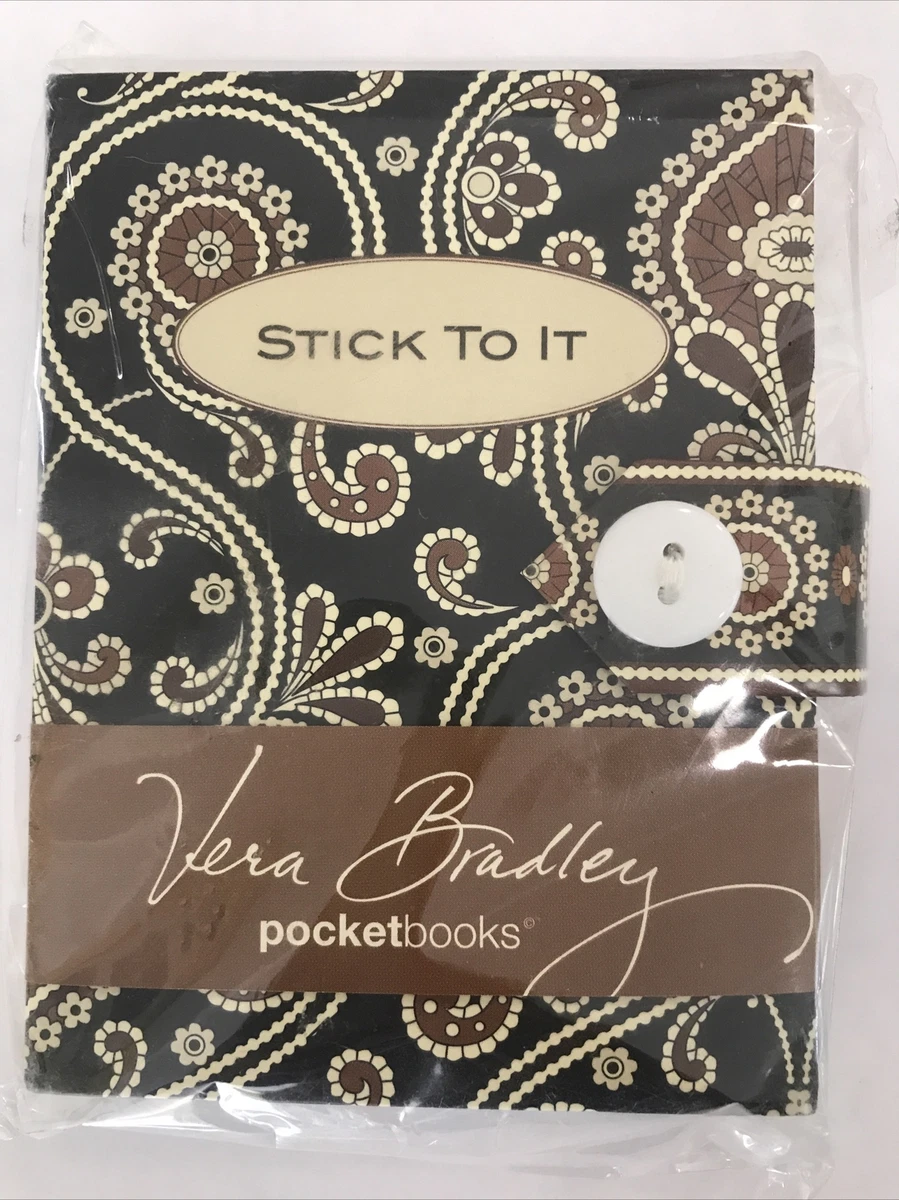 STICK TO IT
Vera Bradley
pocketbooks©